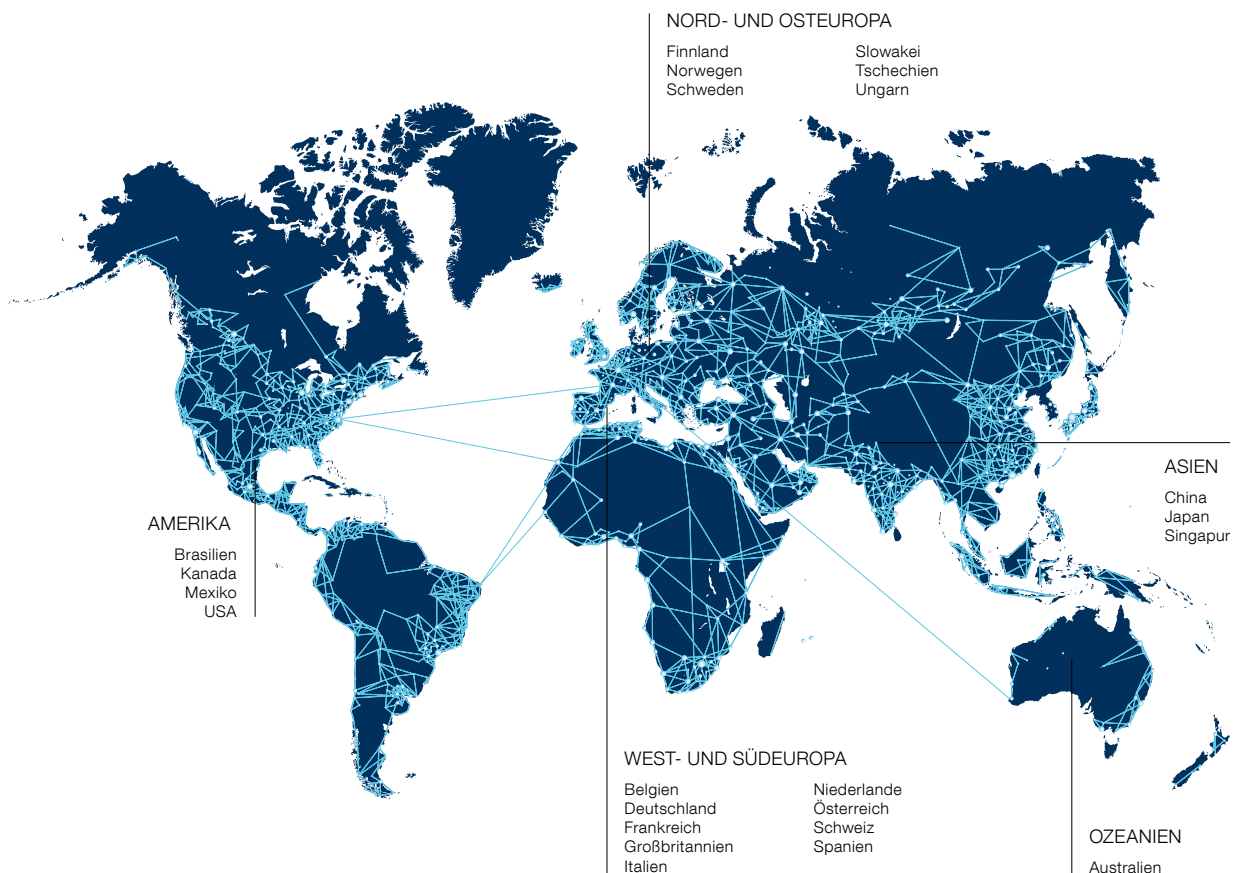 NORD- UND OSTEUROPA
Finnland
Norwegen
Schweden
Slowakei
Tschechien
Ungarn
ASIEN
China
Japan
Singapur
AMERIKA
Brasilien
Kanada
Mexiko
USA
WEST- UND SÜDEUROPA
Belgien
Deutschland
Frankreich
Großbritannien
Italien
Niederlande
Österreich
Schweiz
Spanien
OZEANIEN
Australien